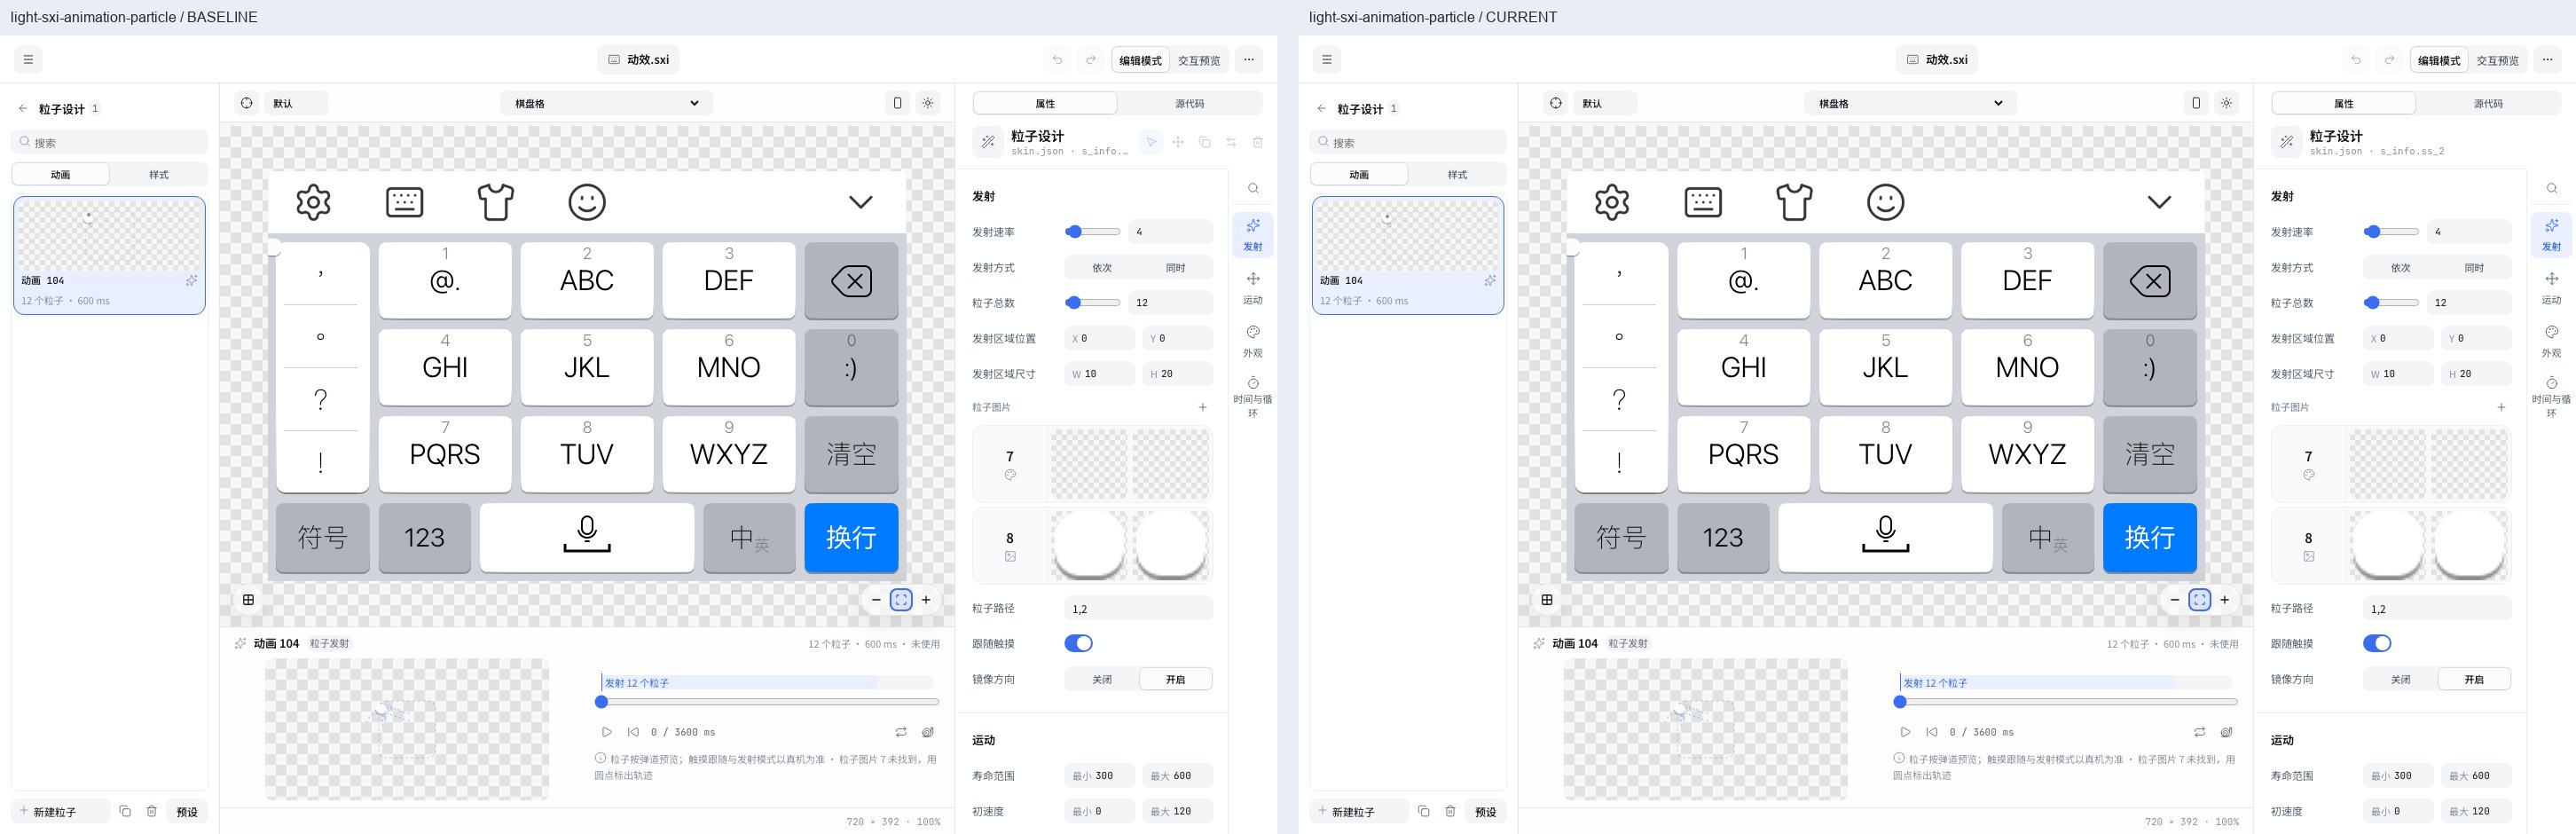 light-sxi-animation-particle / BASELINE
动效.sxi
编辑模式
交互预览
粒子设计 1
搜索
动画
样式
动画 104
12 个粒子 • 600 ms
新建粒子
预设
默认
棋盘格
,
。
?
!
1
@.
2
ABC
3
DEF
4
GHI
5
JKL
6
MNO
0
:)
7
PQRS
8
TUV
9
WXYZ
清空
符号
123
中英
换行
动画 104 粒子发射
12 个粒子 • 600 ms • 未使用
发射 12 个粒子
0 / 3600 ms
粒子按弹道预览；触摸跟随与发射模式以真机为准 • 粒子图片 7 未找到，用
圆点标出轨迹
720 × 392 · 100%
属性
源代码
粒子设计
skin.json · s_info.…
发射
发射速率 4
发射方式 依次 同时
粒子总数 12
发射区域位置 X 0 Y 0
发射区域尺寸 W 10 H 20
粒子图片
7
8
粒子路径 1,2
跟随触摸
镜像方向 关闭 开启
运动
寿命范围 最小 300 最大 600
初速度 最小 0 最大 120
发射
运动
外观
时间与循
环
light-sxi-animation-particle / CURRENT
动效.sxi
编辑模式
交互预览
粒子设计 1
搜索
动画
样式
动画 104
12 个粒子 • 600 ms
新建粒子
预设
默认
棋盘格
,
。
?
!
1
@.
2
ABC
3
DEF
4
GHI
5
JKL
6
MNO
0
:)
7
PQRS
8
TUV
9
WXYZ
清空
符号
123
中英
换行
动画 104 粒子发射
12 个粒子 • 600 ms • 未使用
发射 12 个粒子
0 / 3600 ms
粒子按弹道预览；触摸跟随与发射模式以真机为准 • 粒子图片 7 未找到，用
圆点标出轨迹
720 × 392 · 100%
属性
源代码
粒子设计
skin.json · s_info.ss_2
发射
发射速率 4
发射方式 依次 同时
粒子总数 12
发射区域位置 X 0 Y 0
发射区域尺寸 W 10 H 20
粒子图片
7
8
粒子路径 1,2
跟随触摸
镜像方向 关闭 开启
运动
寿命范围 最小 300 最大 600
初速度 最小 0 最大 120
发射
运动
外观
时间与循
环